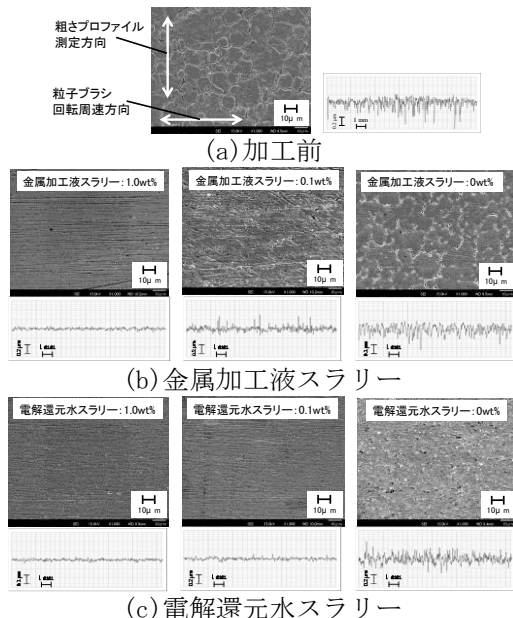 粗さプロファイル
測定方向
粒子ブラシ
回転周速方向
10μm
0.2μm
1 mm
(a)加工前
金属加工液スラリー:1.0wt%
金属加工液スラリー:0.1wt%
金属加工液スラリー:0wt%
10μm
10μm
10μm
(b)金属加工液スラリー
電解還元水スラリー:1.0wt%
電解還元水スラリー:0.1wt%
電解還元水スラリー:0wt%
10μm
10μm
10μm
(c)電解還元水スラリー